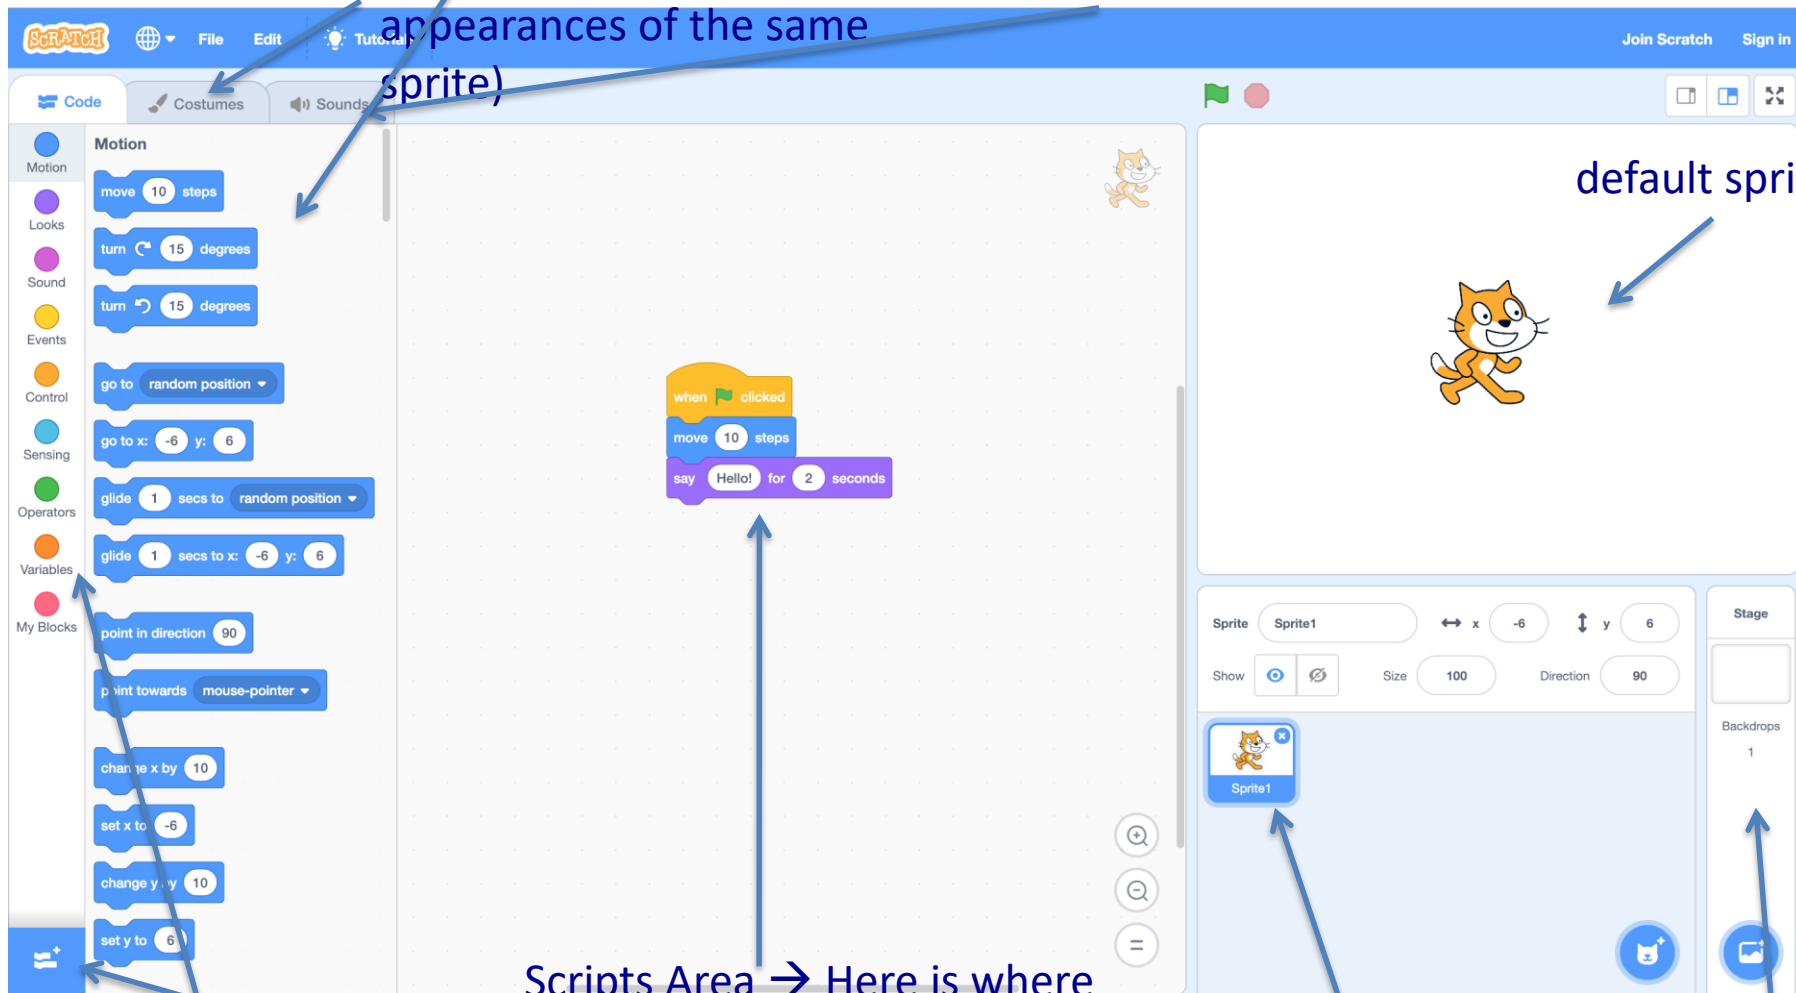 appearances of the same
SCRATCH File Edit Tutorials Join Scratch Sign in
sprite)
Code Costumes Sounds
Motion
Motion
Looks
Sound
Events
Control
Sensing
Operators
Variables
My Blocks
move 10 steps
turn 15 degrees
turn 15 degrees
go to random position
go to x: -6 y: 6
glide 1 secs to random position
glide 1 secs to x: -6 y: 6
point in direction 90
point towards mouse-pointer
change x by 10
set x to -6
change y by 10
set y to 6
when clicked
move 10 steps
say Hello! for 2 seconds
Scripts Area → Here is where
default spri
Sprite Sprite1 x -6 y 6
Show Size 100 Direction 90
Sprite1
Stage
Backdrops
1